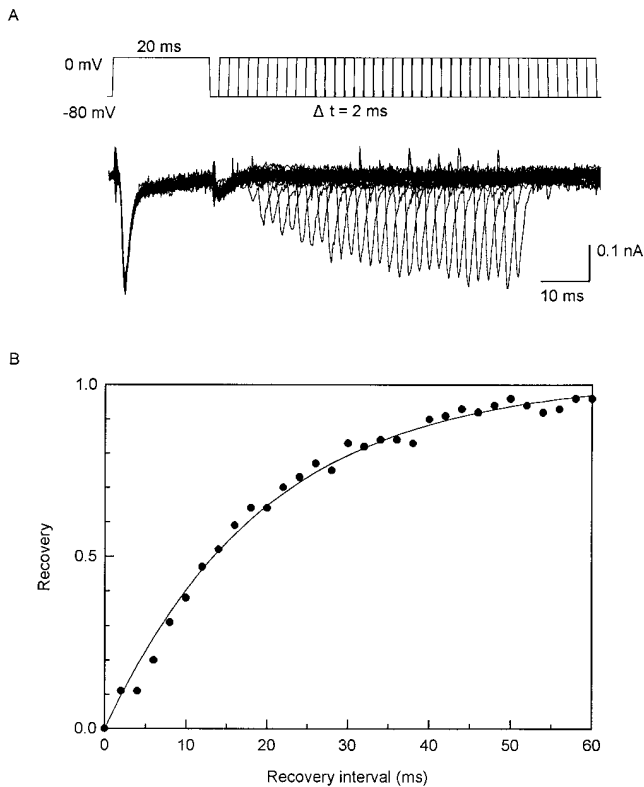 A
20 ms
0 mV
-80 mV
Δ t = 2 ms
0.1 nA
10 ms
B
1.0
0.5
0.0
Recovery
0 10 20 30 40 50 60
Recovery interval (ms)